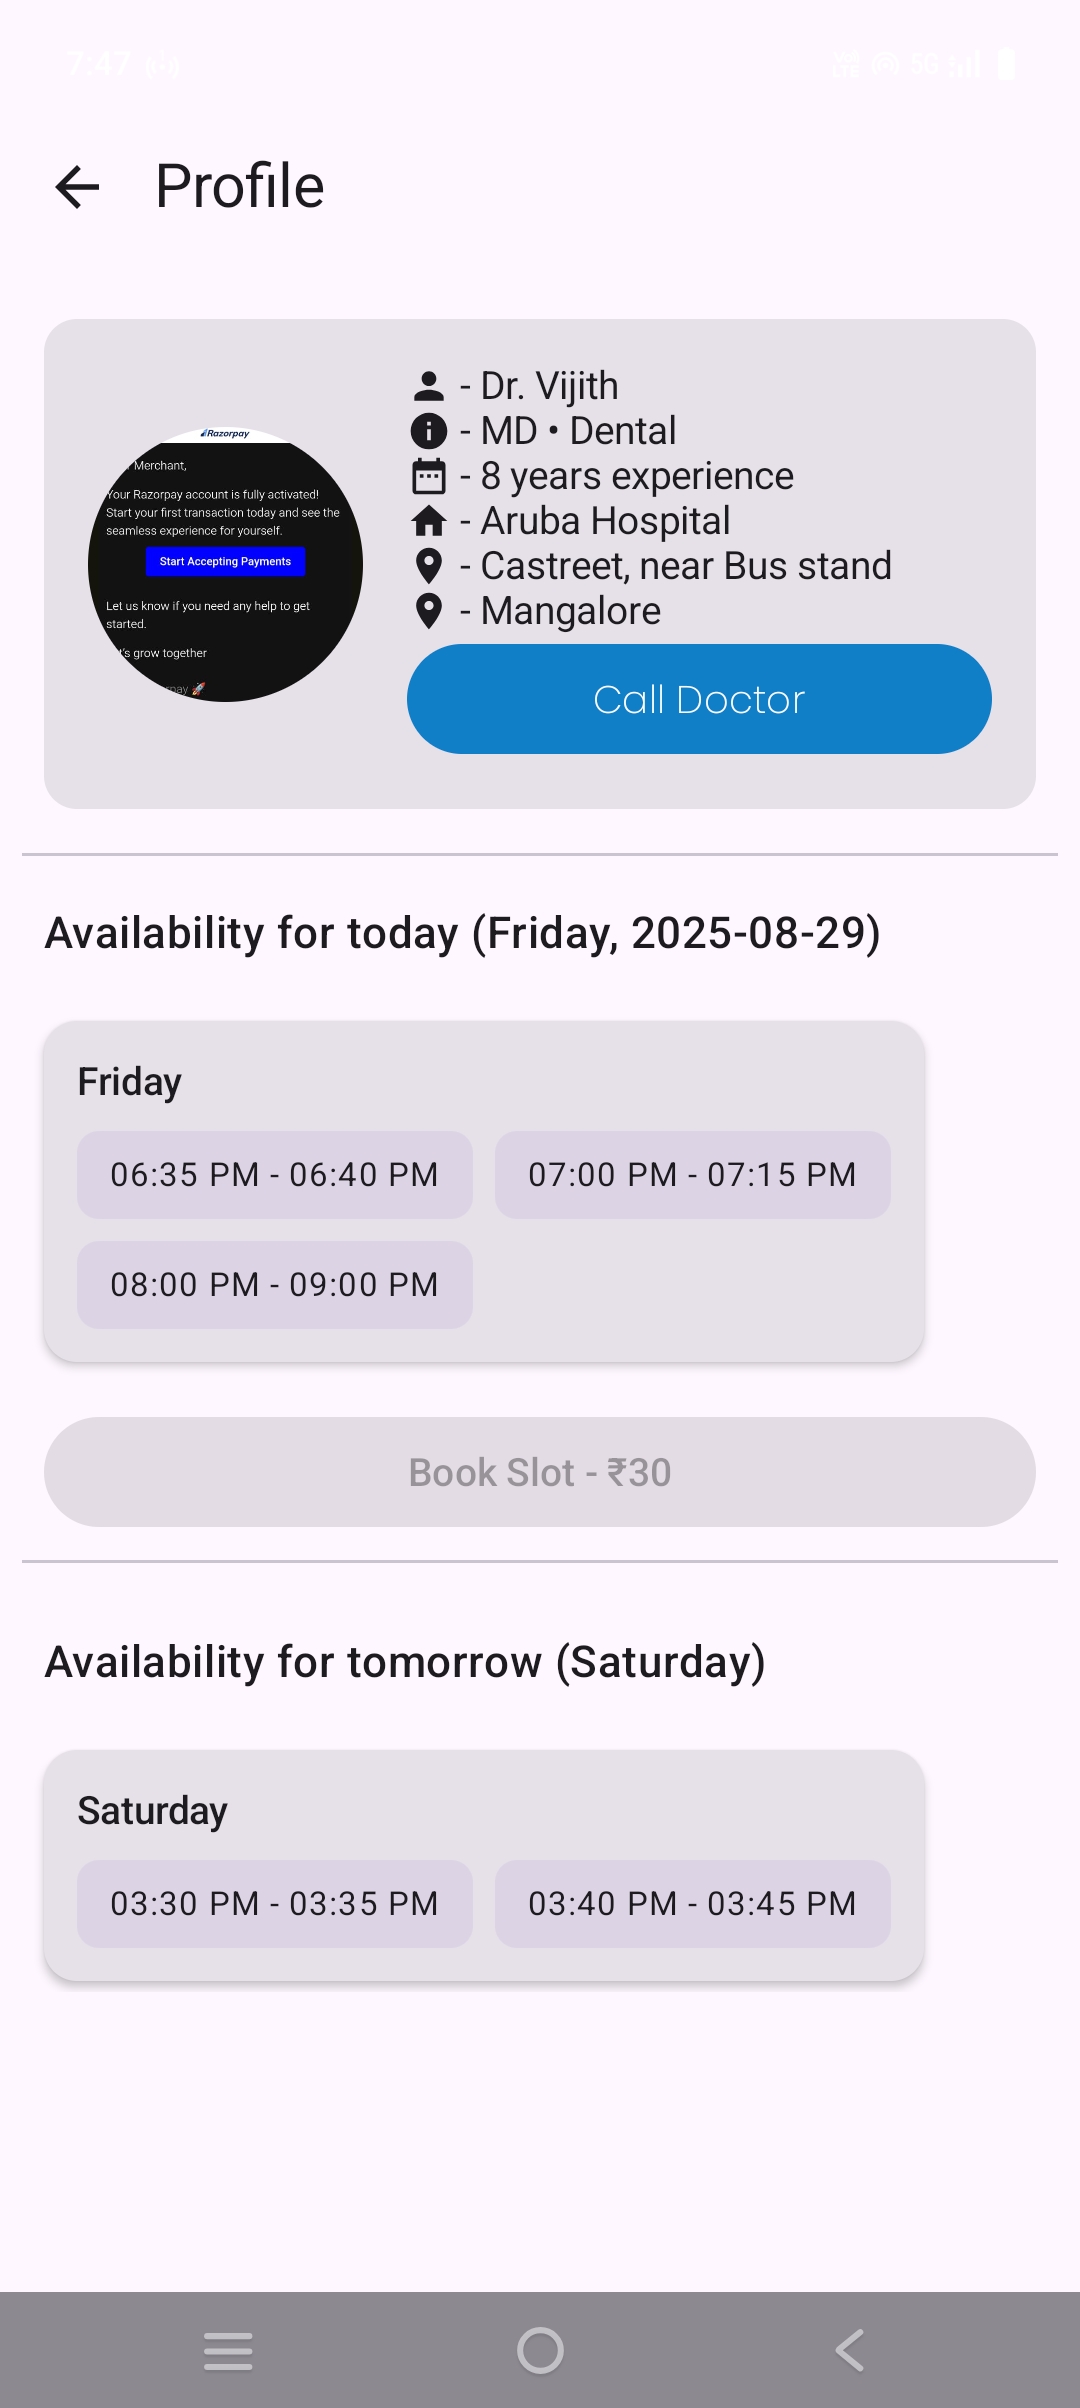 7:47 5G
Profile
Razorpay
Merchant,
Your Razorpay account is fully activated!
Start your first transaction today and see the
seamless experience for yourself.
Start Accepting Payments
Let us know if you need any help to get
started.
t's grow together
rpay 🚀
- Dr. Vijith
- MD • Dental
- 8 years experience
- Aruba Hospital
- Castreet, near Bus stand
- Mangalore
Call Doctor
Availability for today (Friday, 2025-08-29)
Friday
06:35 PM - 06:40 PM 07:00 PM - 07:15 PM
08:00 PM - 09:00 PM
Book Slot - ₹30
Availability for tomorrow (Saturday)
Saturday
03:30 PM - 03:35 PM 03:40 PM - 03:45 PM